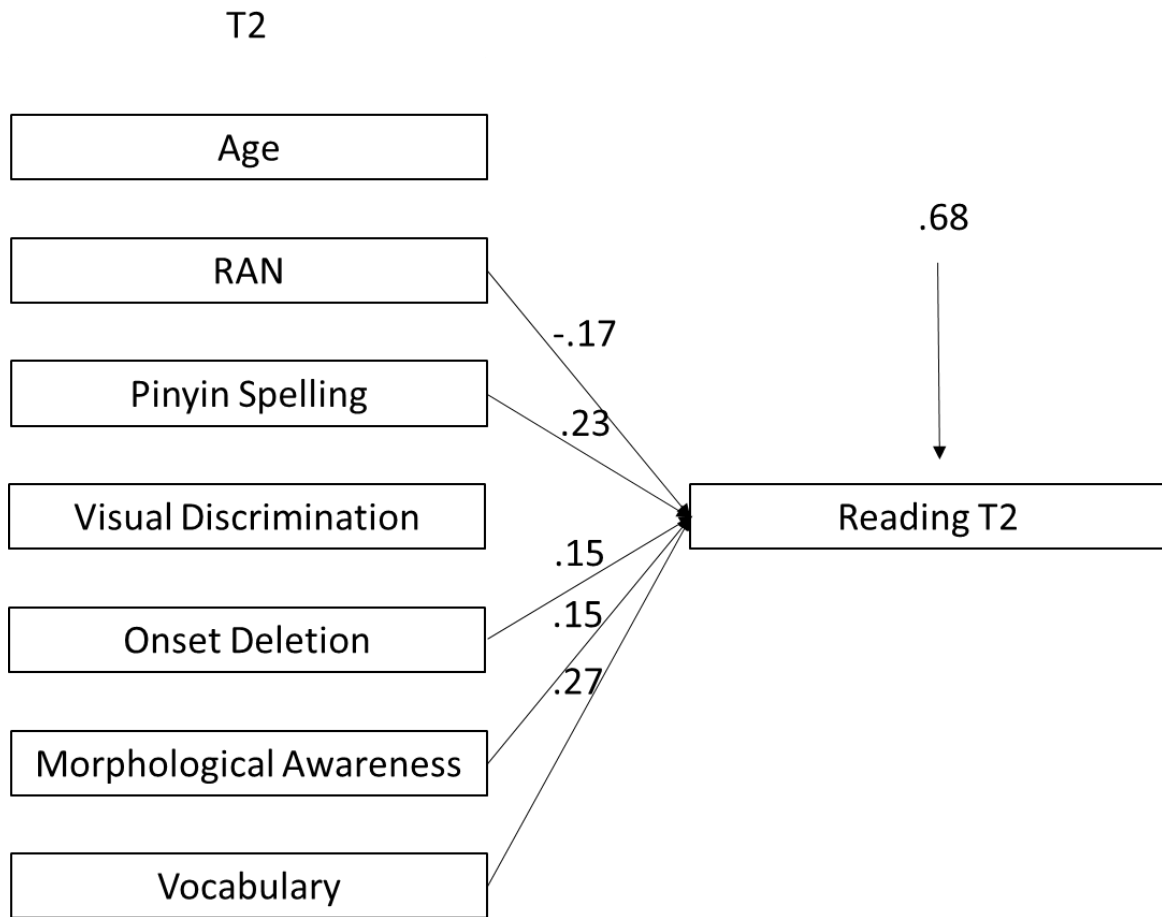 T2
Age
.68
RAN
-.17
Pinyin Spelling
.23
Visual Discrimination
Reading T2
.15
Onset Deletion
.15
.27
Morphological Awareness
Vocabulary